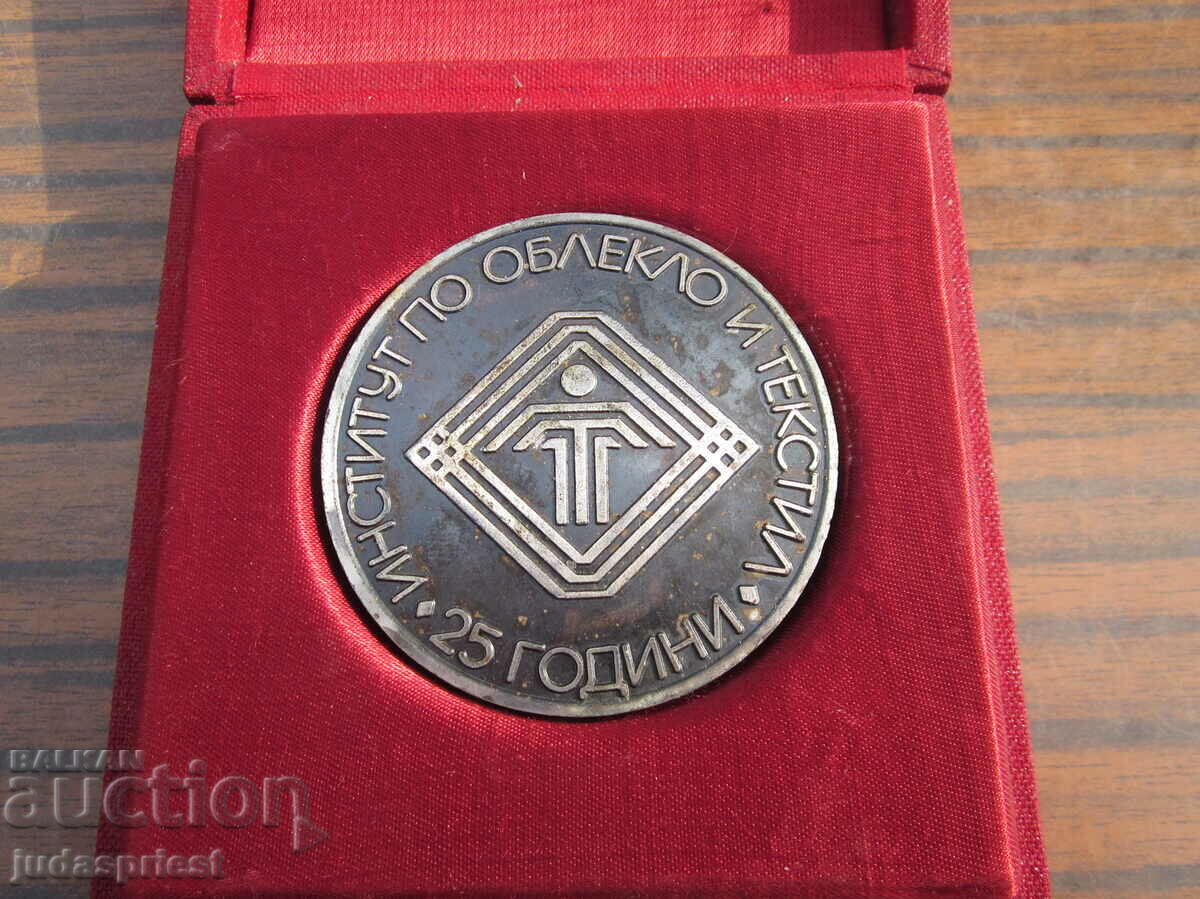 ИНСТИТУТ ПО ОБЛЕКЛО И ТЕКСТИЛ
25 ГОДИНИ
BALKAN
auction
judaspriest